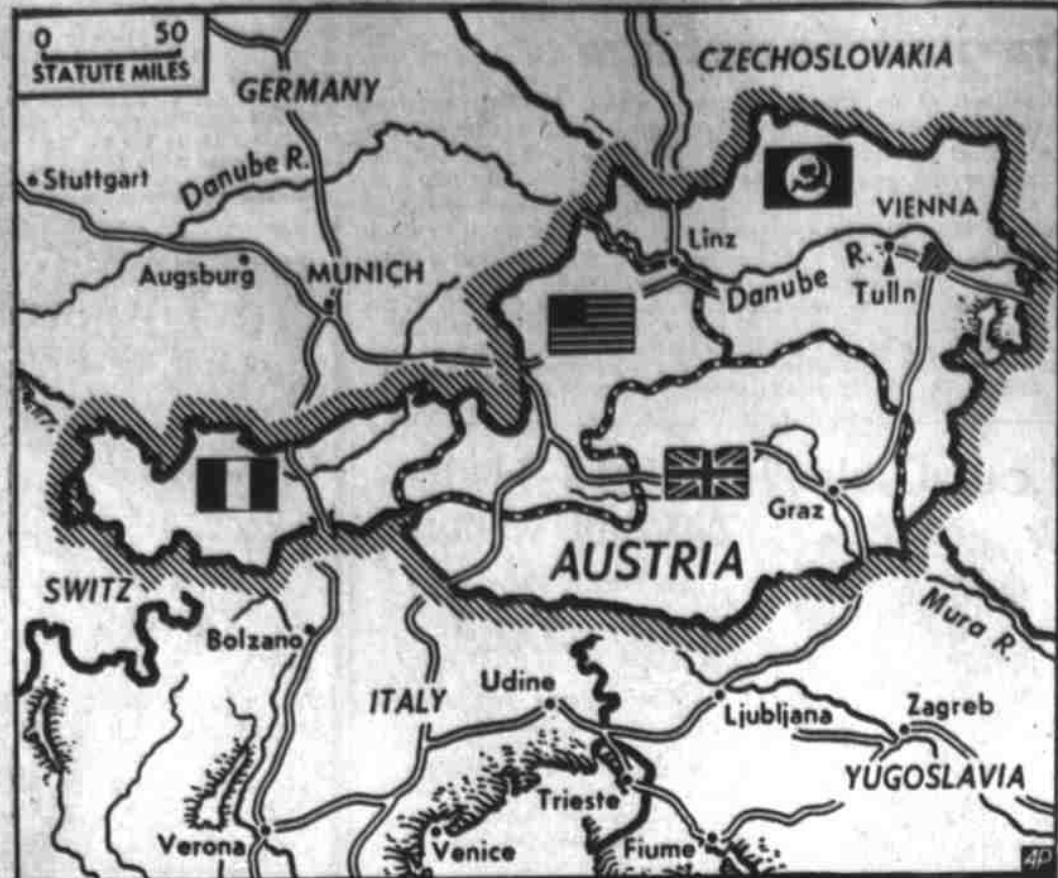 0 50
STATUTE MILES
GERMANY
CZECHOSLOVAKIA
Stuttgart
Danube R.
Augsburg
MUNICH
Linz
VIENNA
Danube R.
Tulln
Graz
AUSTRIA
SWITZ
Bolzano
ITALY
Udine
Ljubljana
Mura R.
Zagreb
YUGOSLAVIA
Trieste
Verona
Venice
Fiume
AP